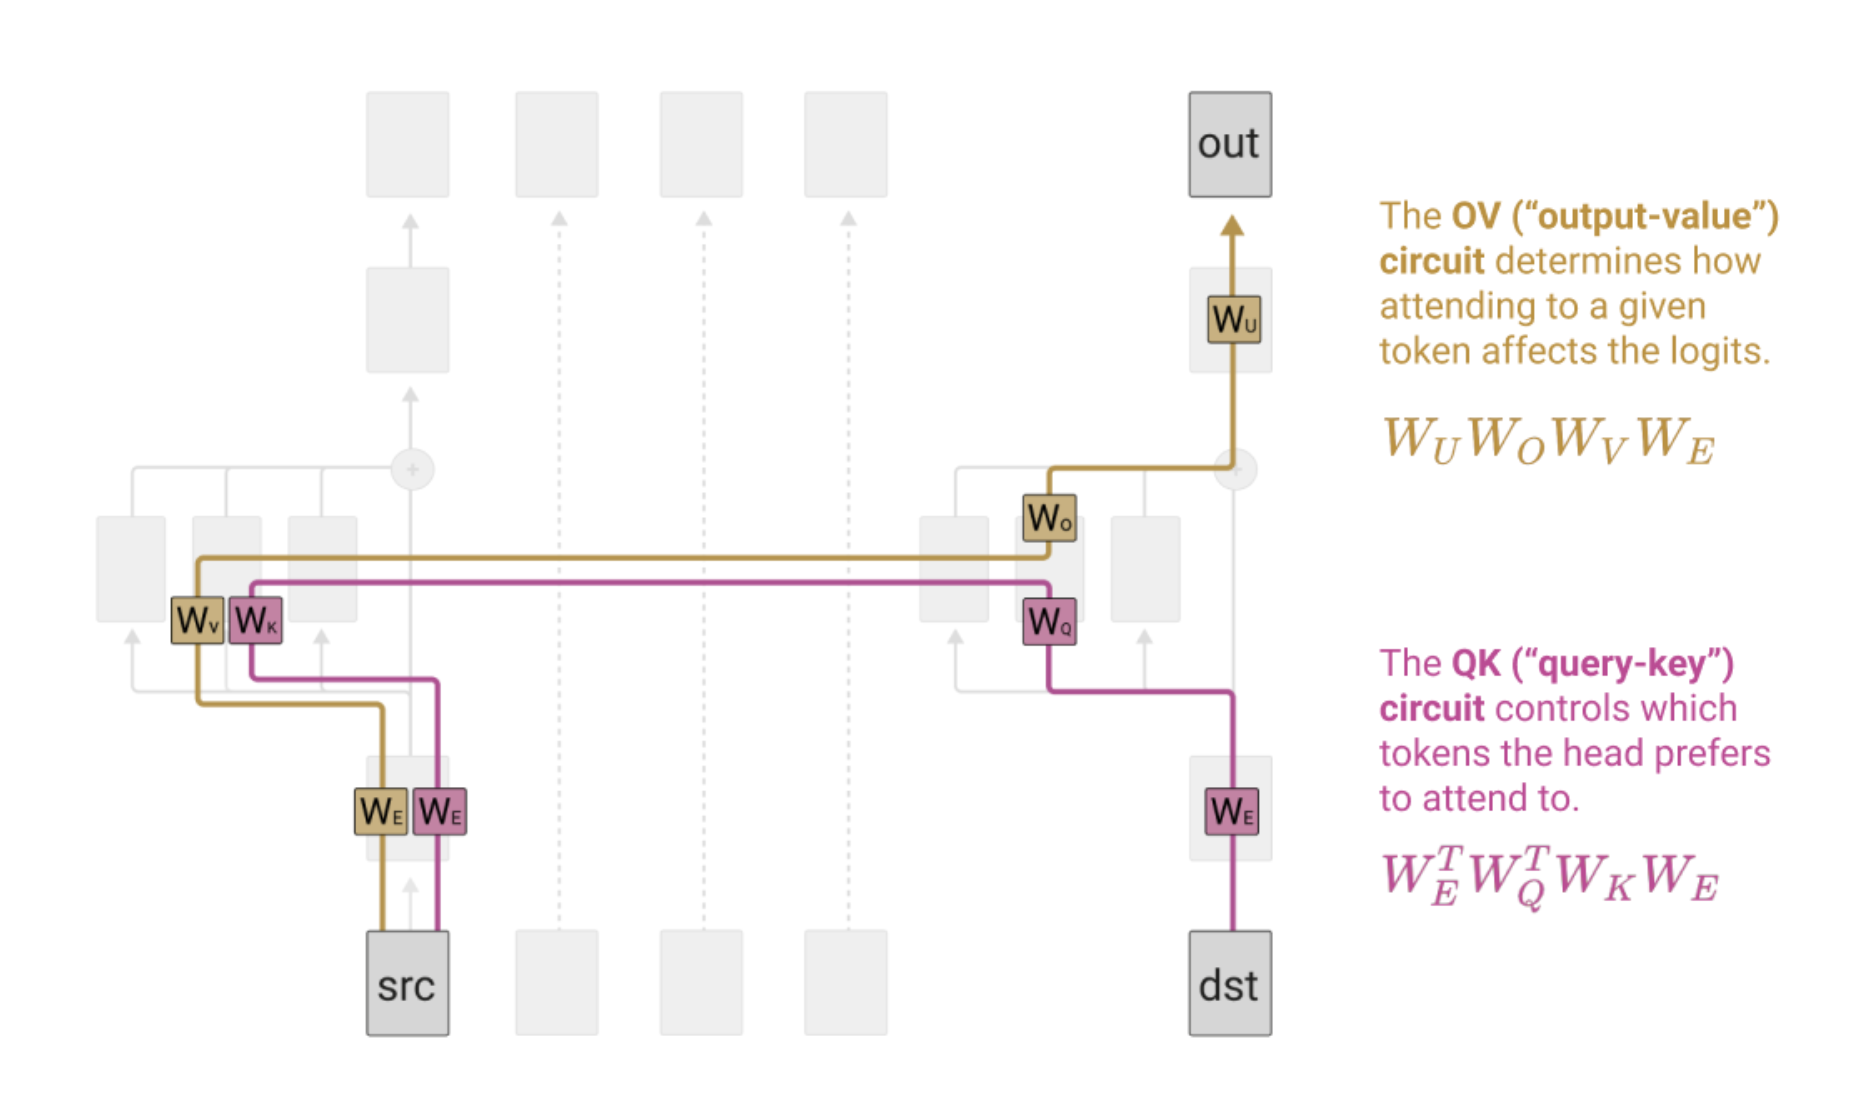 out
The OV (“output-value”)
circuit determines how
attending to a given
token affects the logits.
W_U
W_U W_O W_V W_E
+
+
W_O
W_V W_K
W_Q
The QK (“query-key”)
circuit controls which
tokens the head prefers
to attend to.
W_E W_E
W_E
W_E^T W_Q^T W_K W_E
src
dst